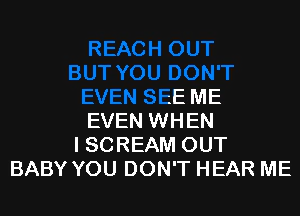 REACH OUT
BUT YOU DON'T
EVEN SEE ME
EVEN WHEN
I SCREAM OUT
BABY YOU DON'T HEAR ME